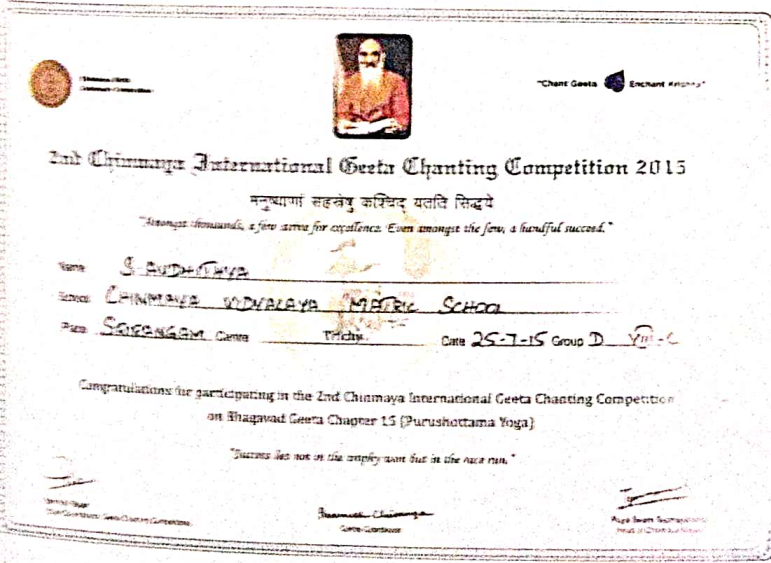 "Chant Geeta Enchant Krishna"
2nd Chinmaya International Geeta Chanting Competition 2015
मनुष्याणां सहस्रेषु कश्चिद् यतति सिद्धये
"Amongst thousands, a few strive for excellence. Even amongst the few, a handful succeed."
Name S
School CHINMAYA VIDYALAYA MATRIC SCHOOL
Place SRIRANGAM Centre Trichy. Date 25-7-15 Group D VIII-C
Congratulations for participating in the 2nd Chinmaya International Geeta Chanting Competition
on Bhagavad Geeta Chapter 15 (Purushottama Yoga)
"Success lies not in the trophy won but in the race run."